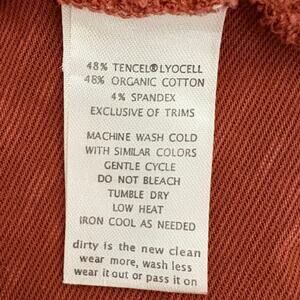 48% TENCEL® LYOCELL
48% ORGANIC COTTON
4% SPANDEX
EXCLUSIVE OF TRIMS
MACHINE WASH COLD
WITH SIMILAR COLORS
GENTLE CYCLE
DO NOT BLEACH
TUMBLE DRY
LOW HEAT
IRON COOL AS NEEDED
dirty is the new clean
wear more, wash less
wear it out or pass it on